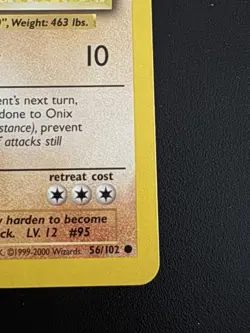 ", Weight: 463 lbs.
10
ent's next turn,
done to Onix
stance), prevent
f attacks still
retreat cost
y harden to become
ck. LV. 12 #95
©1999-2000 Wizards. 56/102